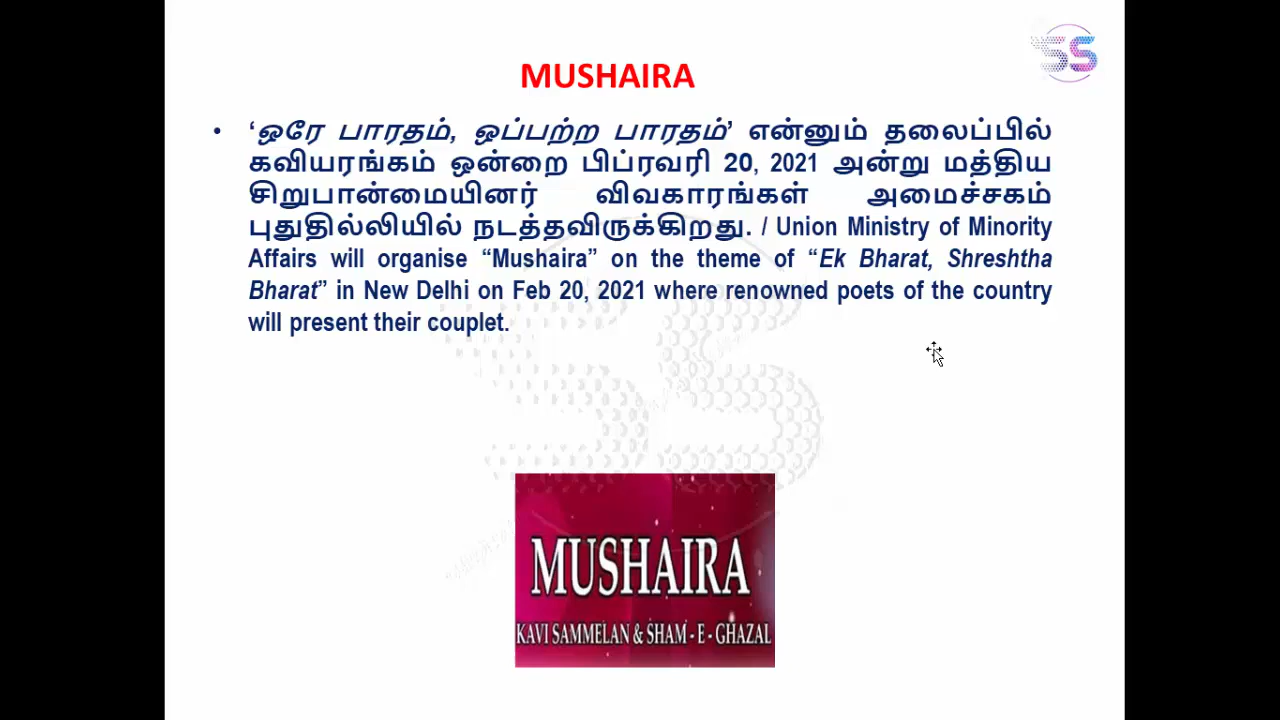 SS
MUSHAIRA
• ‘ஒரே பாரதம், ஒப்பற்ற பாரதம்’ என்னும் தலைப்பில்
கவியரங்கம் ஒன்றை பிப்ரவரி 20, 2021 அன்று மத்திய
சிறுபான்மையினர் விவகாரங்கள் அமைச்சகம்
புதுதில்லியில் நடத்தவிருக்கிறது. / Union Ministry of Minority
Affairs will organise “Mushaira” on the theme of “Ek Bharat, Shreshtha
Bharat” in New Delhi on Feb 20, 2021 where renowned poets of the country
will present their couplet.
MUSHAIRA
KAVI SAMMELAN & SHAM - E - GHAZAL